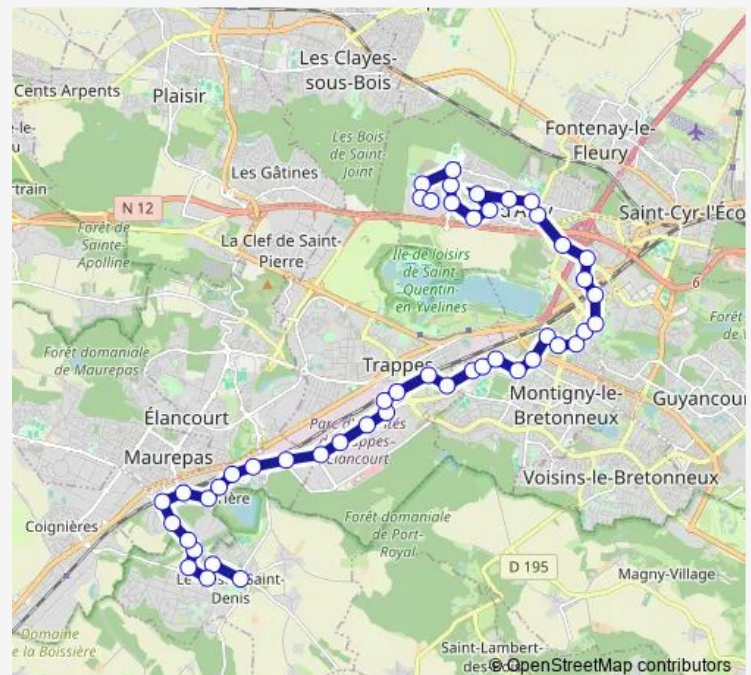 Les Clayes-
sous-Bois
Cents Arpents
Plaisir
Fontenay-le-
Fleury
Les Bois
de Saint-
Joint
Les Gâtines
N 12
Saint-Cyr-l'Éco
Forêt de
Sainte-
Apolline
La Clef de Saint-
Pierre
Île de loisirs
de Saint-
Quentin-
en-Yvelines
6
Forêt domaniale
de Maurepas
Trappes
Montigny-le-
Bretonneux
Guyancour
Élancourt
Maurepas
Voisins-le-Bretonneux
Coignières
Forêt domaniale
de Port-
Royal
D 195
Magny-Village
Saint-
Denis
Domaine
e la Boissière
Saint-Lambert-
© OpenStreetMap contributors